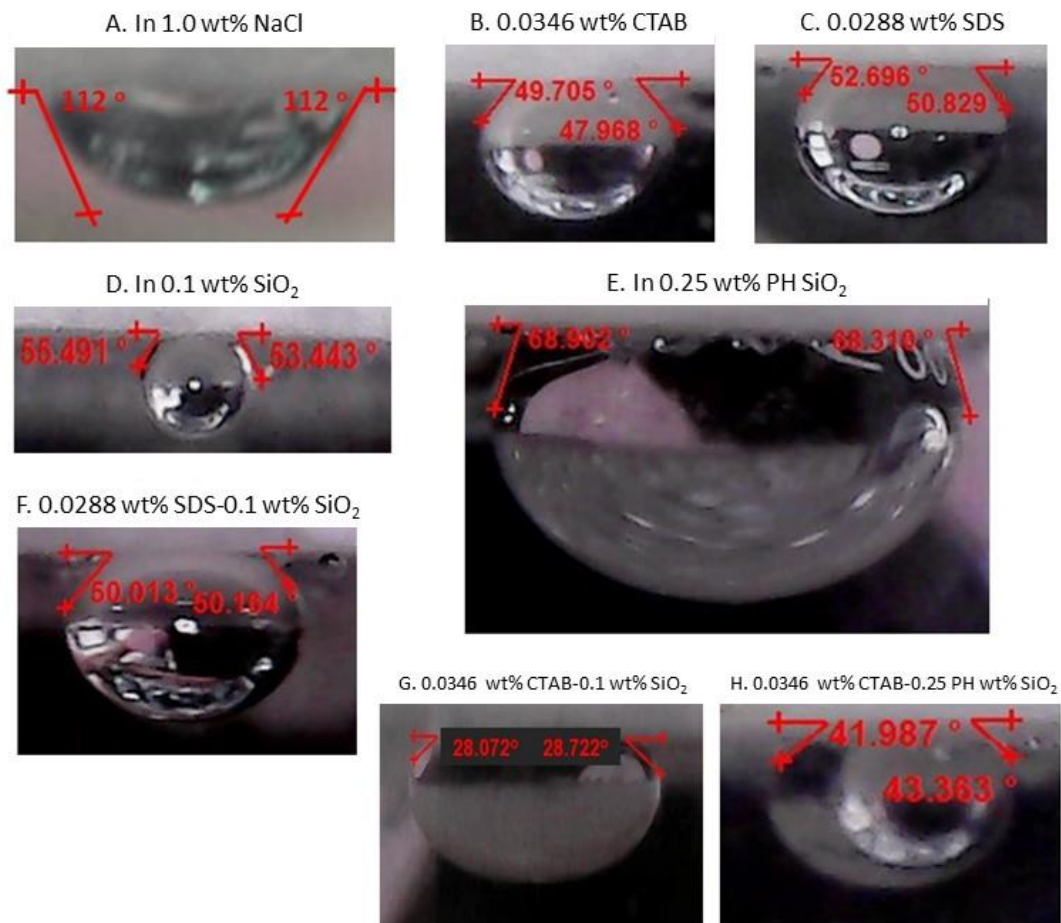 A. In 1.0 wt% NaCl
112 ° 112 °
B. 0.0346 wt% CTAB
49.705 °
47.968 °
C. 0.0288 wt% SDS
52.696 °
50.829 °
D. In 0.1 wt% SiO₂
55.491 ° 53.443 °
E. In 0.25 wt% PH SiO₂
68.902 ° 68.310 °
F. 0.0288 wt% SDS-0.1 wt% SiO₂
50.013 ° 50.164 °
G. 0.0346 wt% CTAB-0.1 wt% SiO₂
28.072° 28.722°
H. 0.0346 wt% CTAB-0.25 PH wt% SiO₂
41.987 °
43.363 °